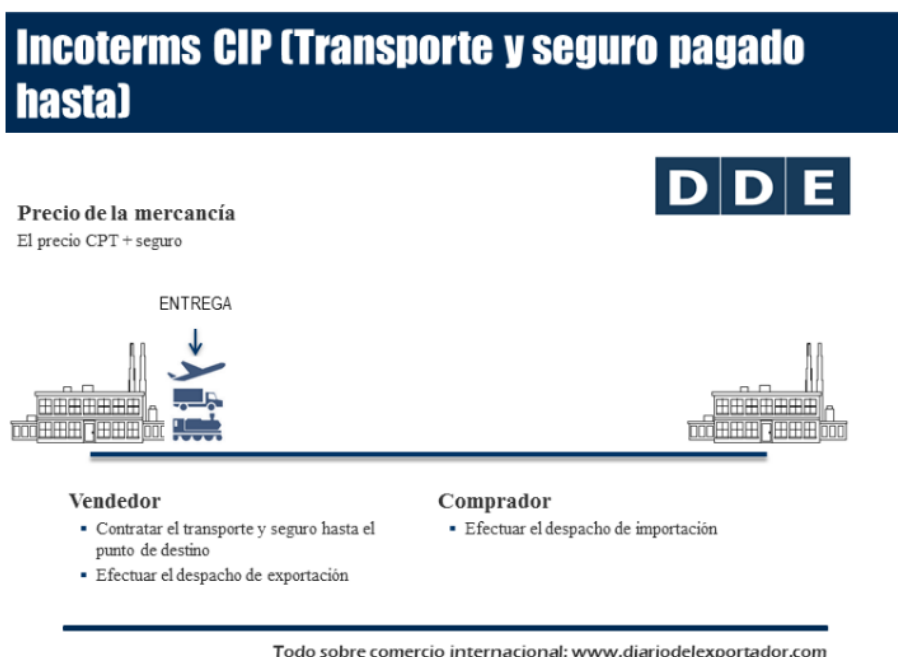 Incoterms CIP (Transporte y seguro pagado
hasta)
DDE
Precio de la mercancía
El precio CPT + seguro
ENTREGA
Vendedor
▪ Contratar el transporte y seguro hasta el
punto de destino
▪ Efectuar el despacho de exportación
Comprador
▪ Efectuar el despacho de importación
Todo sobre comercio internacional: www.diariodelexportador.com